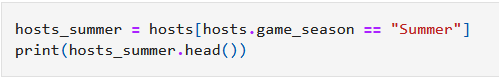 hosts_summer = hosts[hosts.game_season == "Summer"]
print(hosts_summer.head())